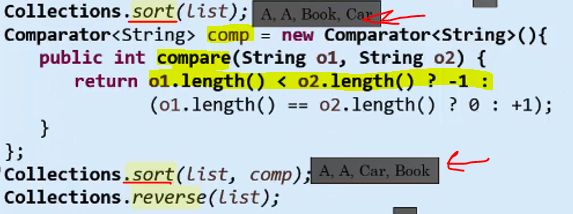 Collections.sort(list); A, A, Book, Car
Comparator<String> comp = new Comparator<String>(){
public int compare(String o1, String o2) {
return o1.length() < o2.length() ? -1 :
(o1.length() == o2.length() ? 0 : +1);
}
};
Collections.sort(list, comp); A, A, Car, Book
Collections.reverse(list);